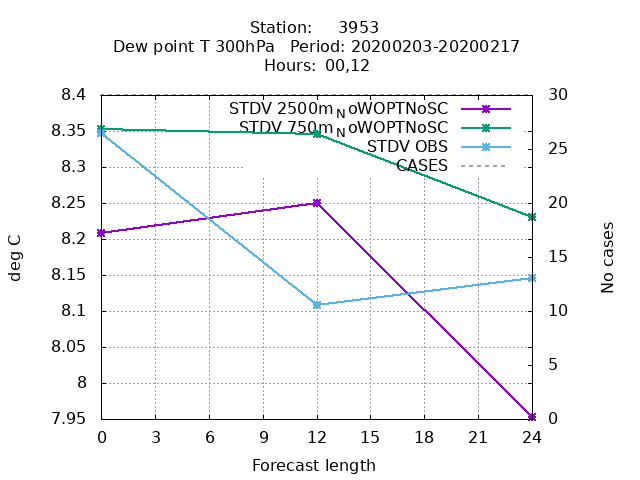 Station: 3953
Dew point T 300hPa Period: 20200203-20200217
Hours: 00,12
8.4
8.35
8.3
8.25
8.2
8.15
8.1
8.05
8
7.95
deg C
STDV 2500m_NoWOPTNoSC
STDV 750m_NoWOPTNoSC
STDV OBS
CASES
30
25
20
15
10
5
0
No cases
0 3 6 9 12 15 18 21 24
Forecast length